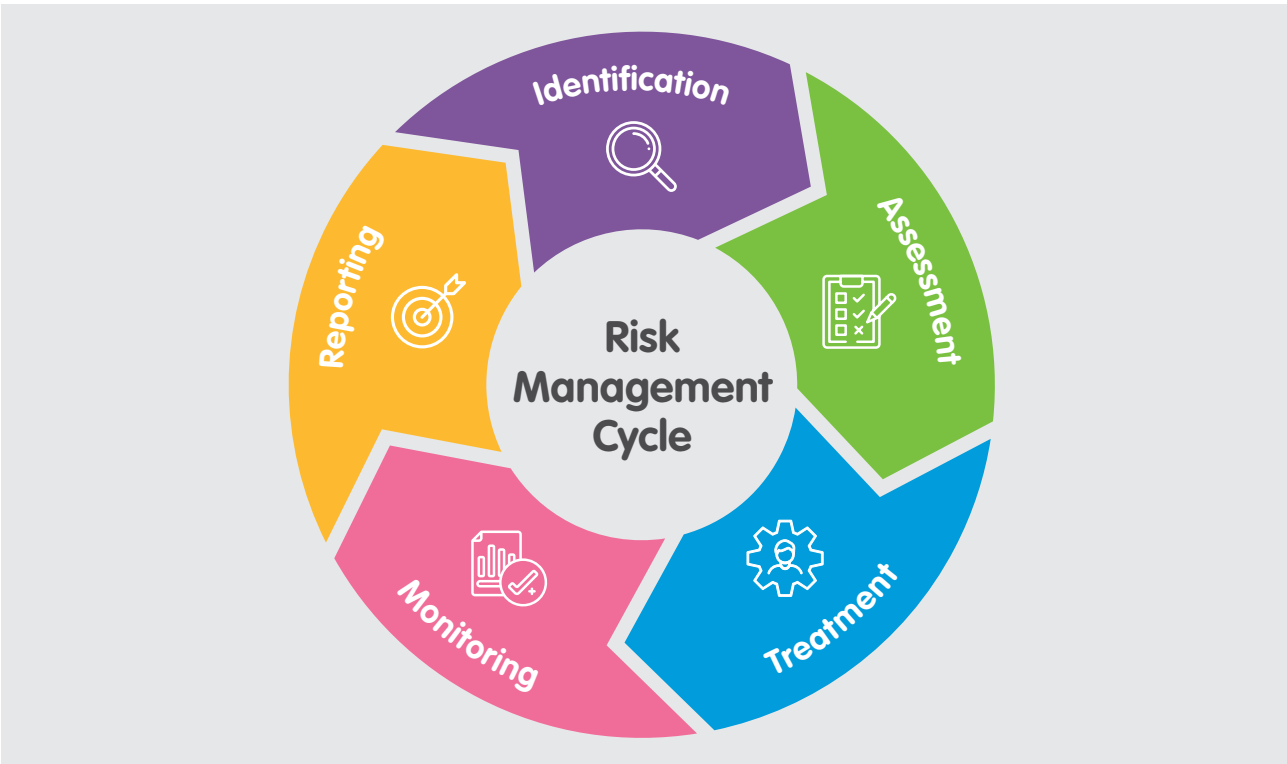 Identification
Assessment
Treatment
Monitoring
Reporting
Risk
Management
Cycle